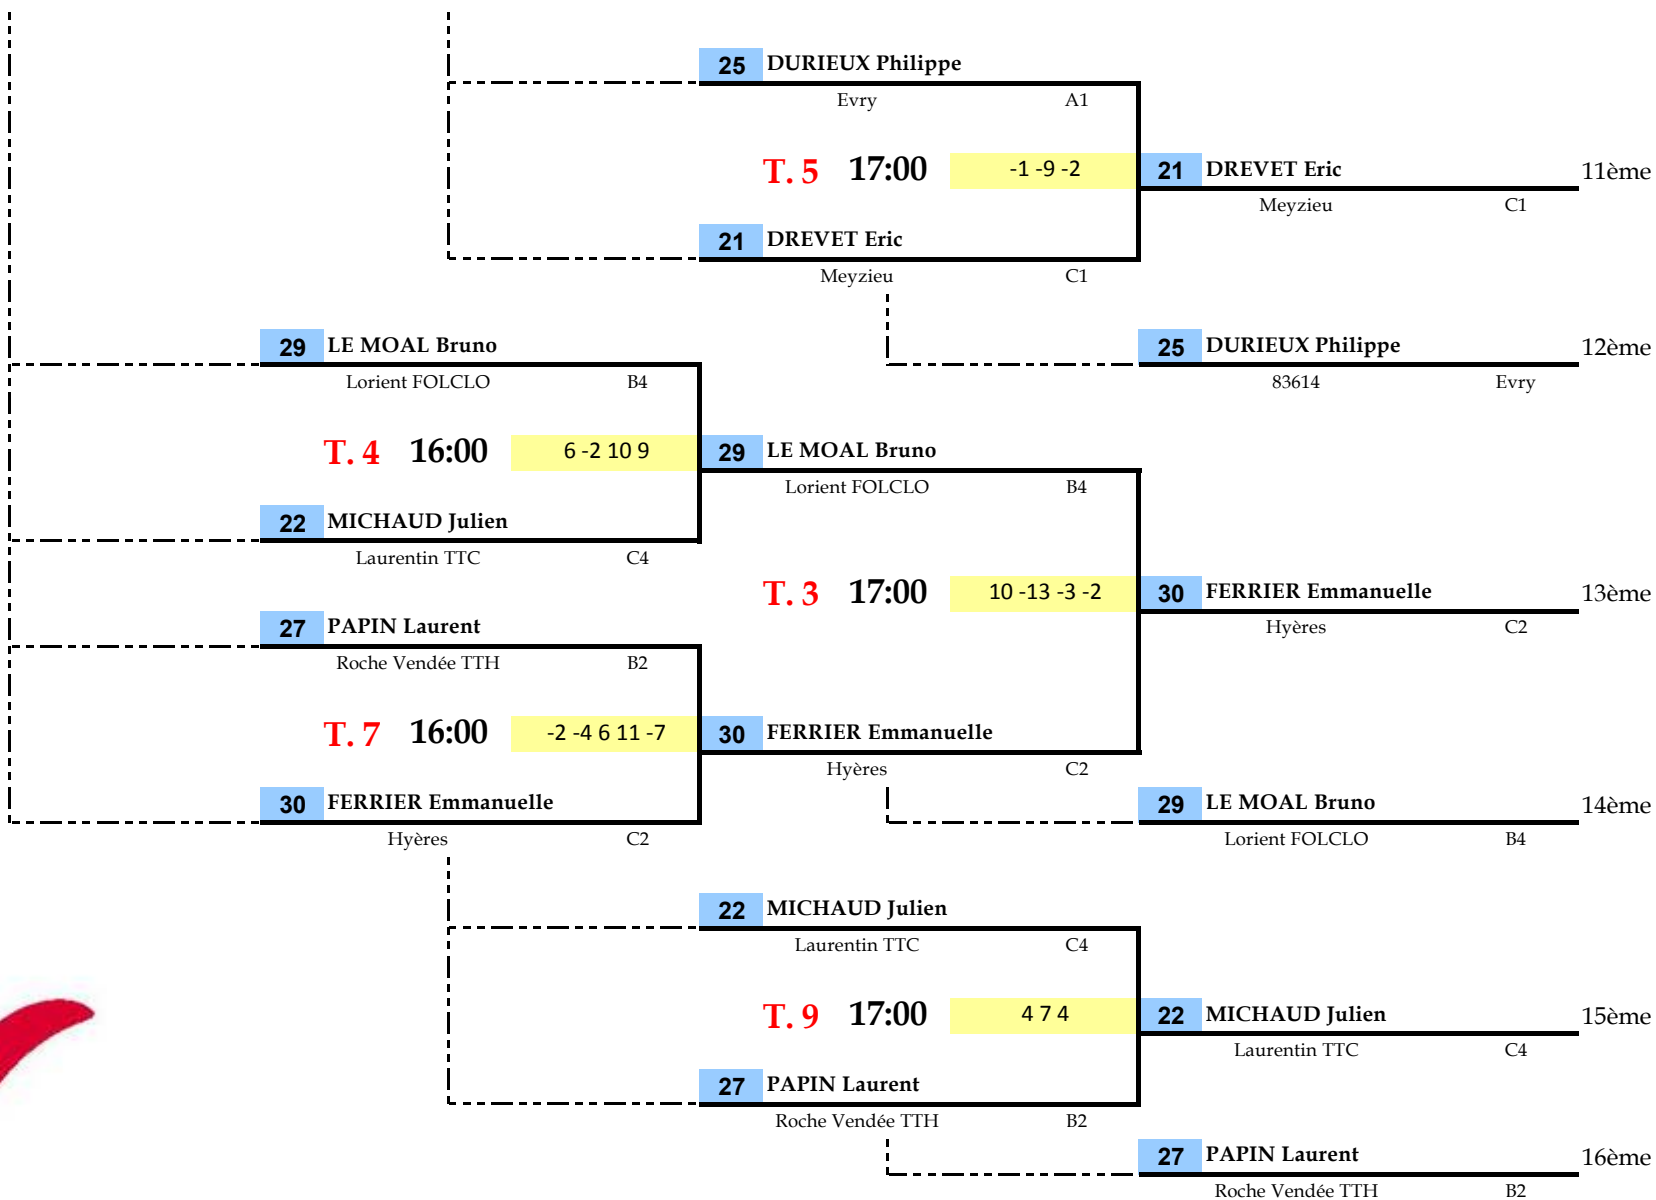 25 DURIEUX Philippe
Evry A1
T. 5 17:00 -1 -9 -2 21 DREVET Eric 11ème
Meyzieu C1
21 DREVET Eric
Meyzieu C1
29 LE MOAL Bruno 25 DURIEUX Philippe 12ème
Lorient FOLCLO B4 83614 Evry
T. 4 16:00 6 -2 10 9 29 LE MOAL Bruno
Lorient FOLCLO B4
22 MICHAUD Julien
Laurentin TTC C4
T. 3 17:00 10 -13 -3 -2 30 FERRIER Emmanuelle 13ème
27 PAPIN Laurent Hyères C2
Roche Vendée TTH B2
T. 7 16:00 -2 -4 6 11 -7 30 FERRIER Emmanuelle
Hyères C2
30 FERRIER Emmanuelle 29 LE MOAL Bruno 14ème
Hyères C2 Lorient FOLCLO B4
22 MICHAUD Julien
Laurentin TTC C4
T. 9 17:00 4 7 4 22 MICHAUD Julien 15ème
Laurentin TTC C4
27 PAPIN Laurent
Roche Vendée TTH B2
27 PAPIN Laurent 16ème
Roche Vendée TTH B2